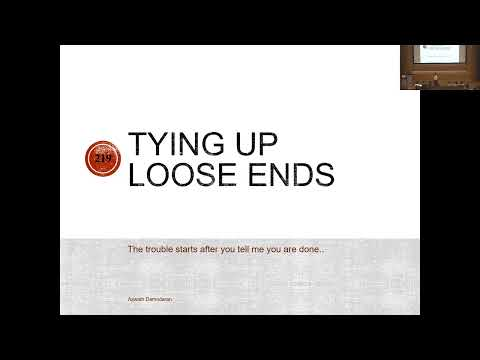 219
TYING UP
LOOSE ENDS
The trouble starts after you tell me you are done..
Aswath Damodaran